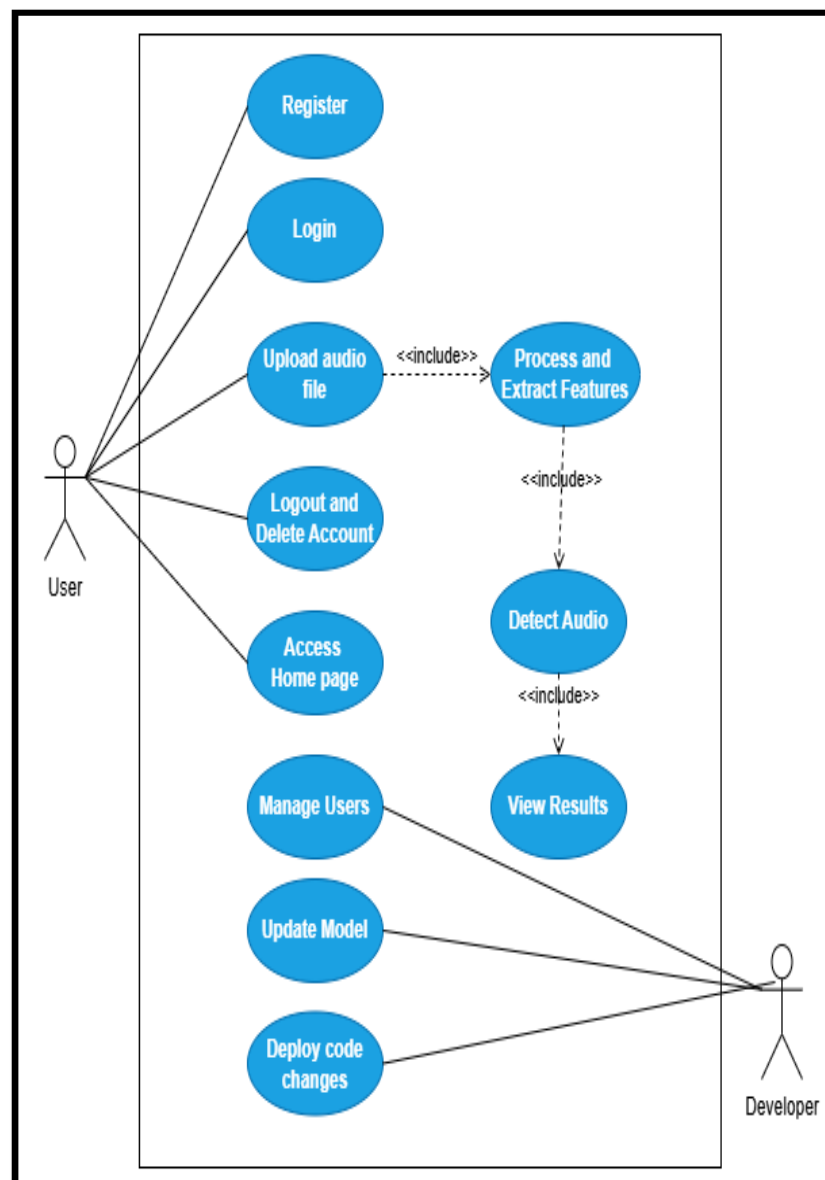 Register
Login
Upload audio
file
<<include>>
Process and
Extract Features
<<include>>
Logout and
Delete Account
User
Detect Audio
Access
Home page
<<include>>
Manage Users
View Results
Update Model
Deploy code
changes
Developer